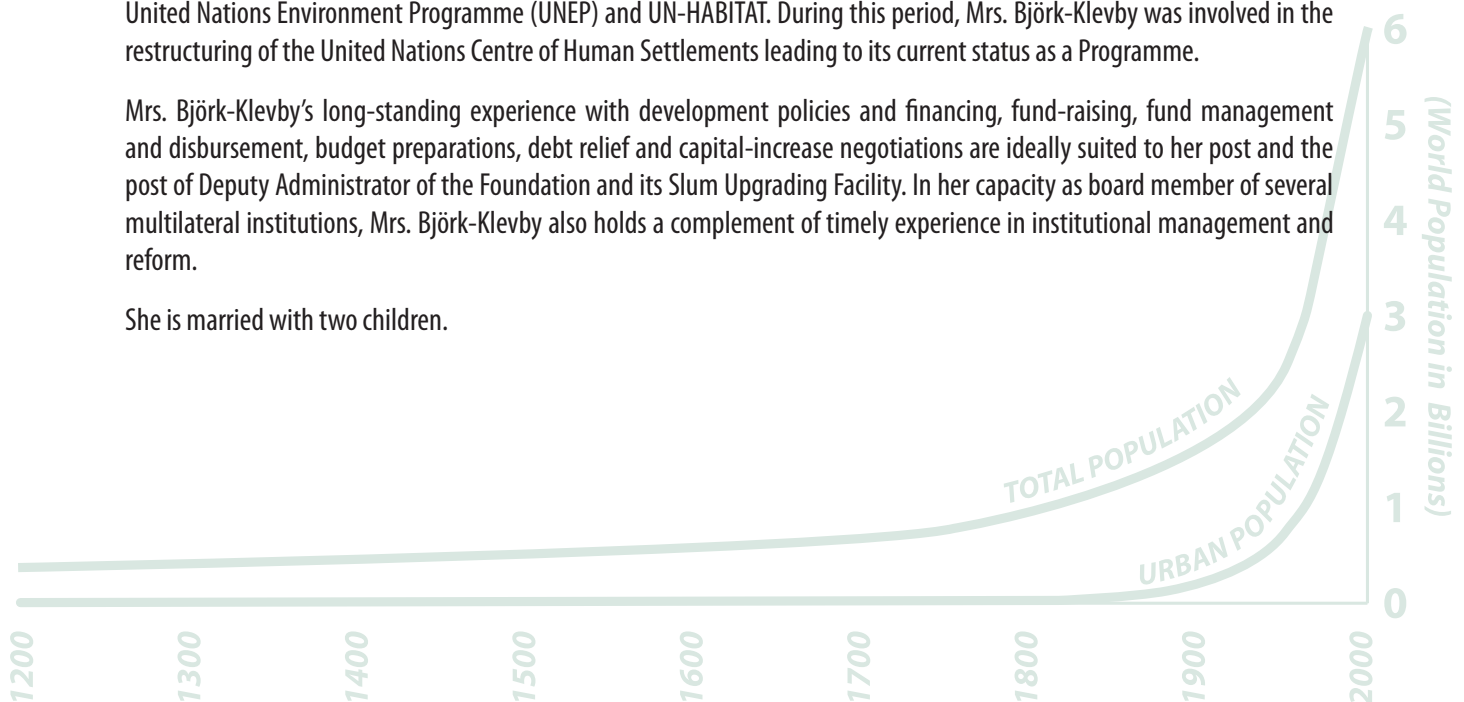 United Nations Environment Programme (UNEP) and UN-HABITAT. During this period, Mrs. Björk-Klevby was involved in the
restructuring of the United Nations Centre of Human Settlements leading to its current status as a Programme.
Mrs. Björk-Klevby’s long-standing experience with development policies and financing, fund-raising, fund management
and disbursement, budget preparations, debt relief and capital-increase negotiations are ideally suited to her post and the
post of Deputy Administrator of the Foundation and its Slum Upgrading Facility. In her capacity as board member of several
multilateral institutions, Mrs. Björk-Klevby also holds a complement of timely experience in institutional management and
reform.
She is married with two children.
6
5
4
3
2
1
0
(World Population in Billions)
TOTAL POPULATION
URBAN POPULATION
1200
1300
1400
1500
1600
1700
1800
1900
2000